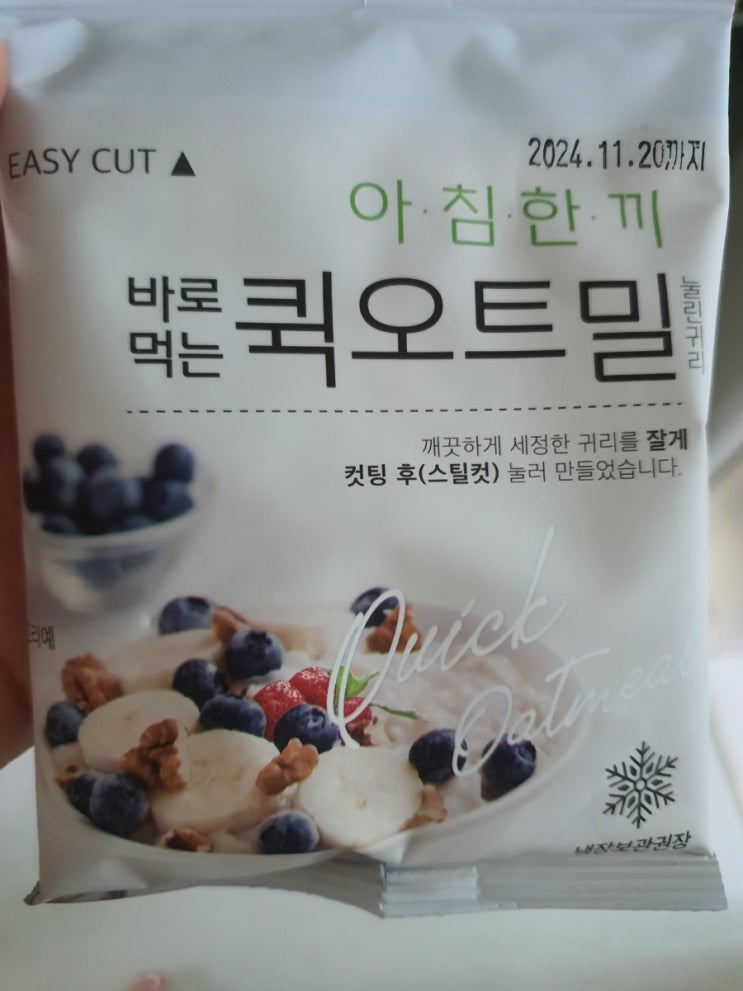 EASY CUT ▲
2024.11.20까지
아·침·한·끼
바로
먹는
퀵오트밀
눌린귀리
깨끗하게 세정한 귀리를 잘게
컷팅 후(스틸컷) 눌러 만들었습니다.
Quick
Oatmeal
리예
냉장보관권장